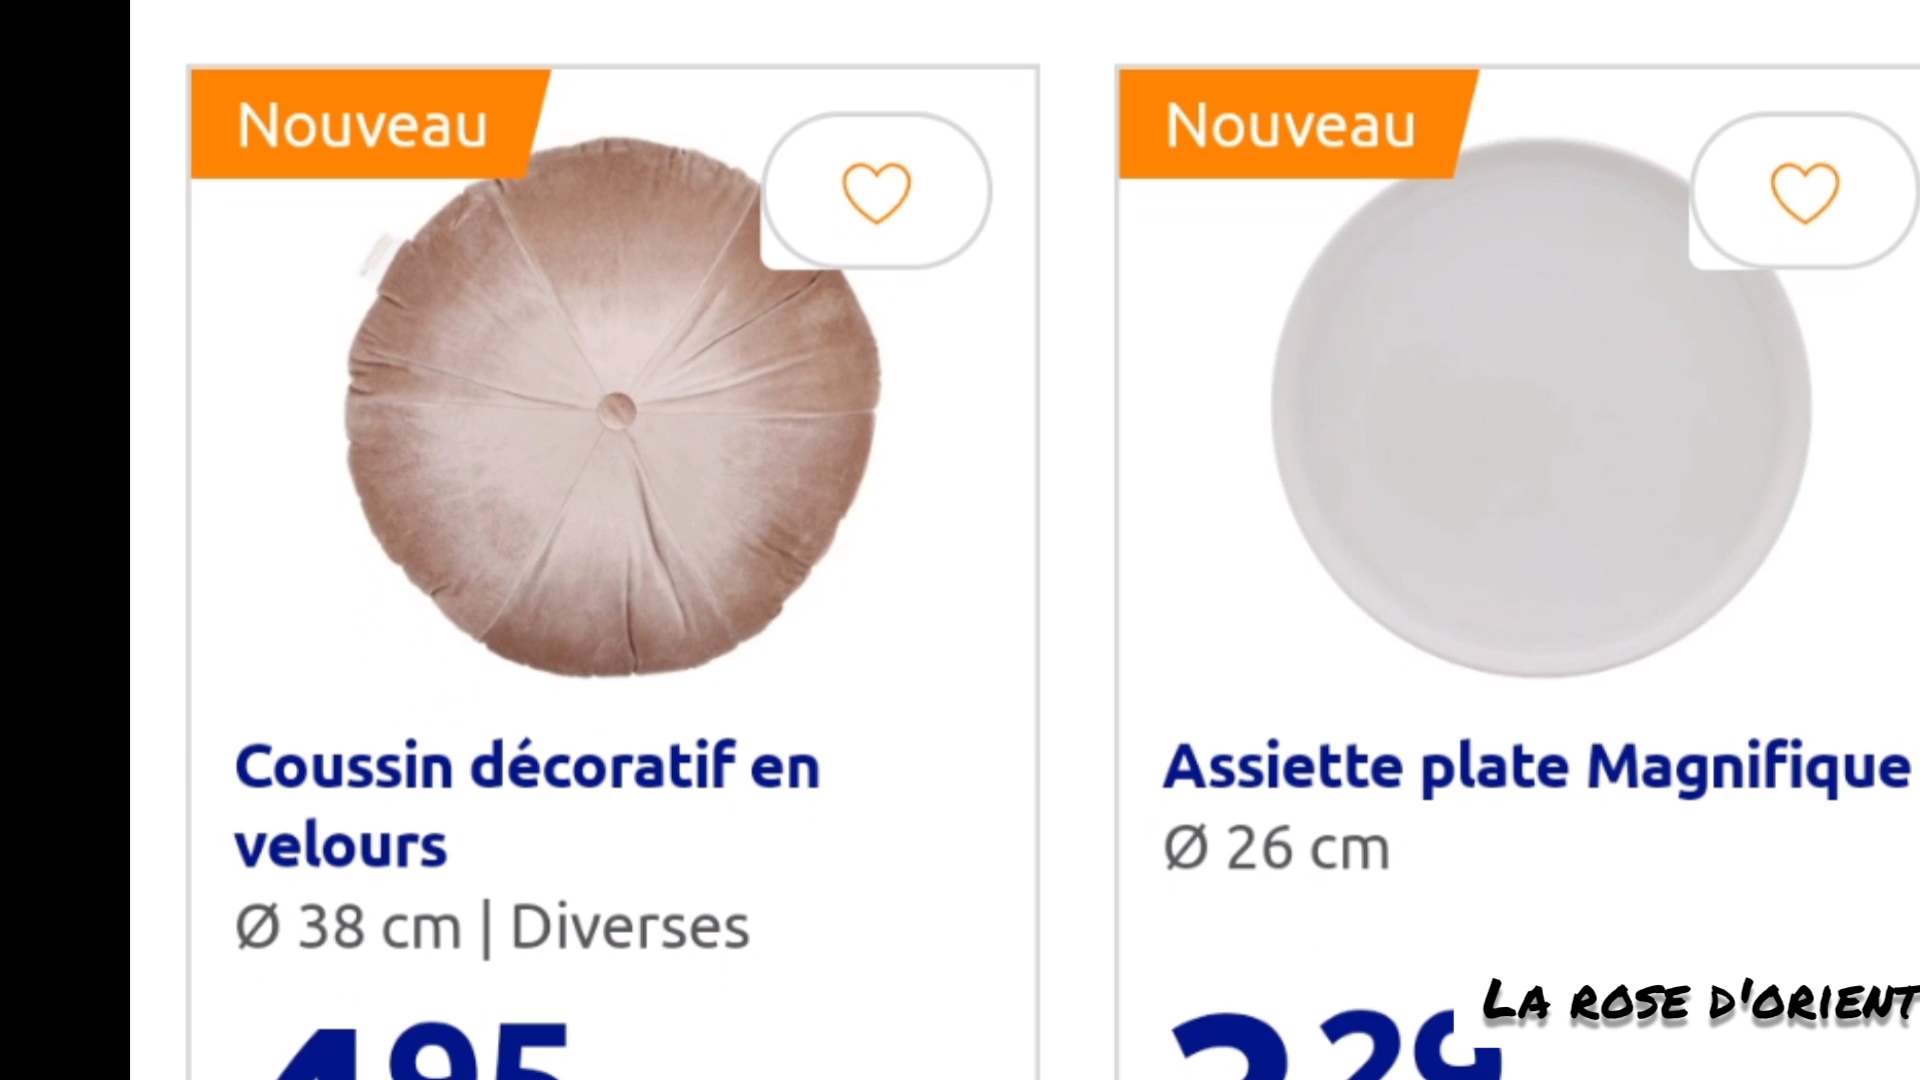 Nouveau
Coussin décoratif en
velours
Ø 38 cm | Diverses
Nouveau
Assiette plate Magnifique
Ø 26 cm
LA ROSE D'ORIENT